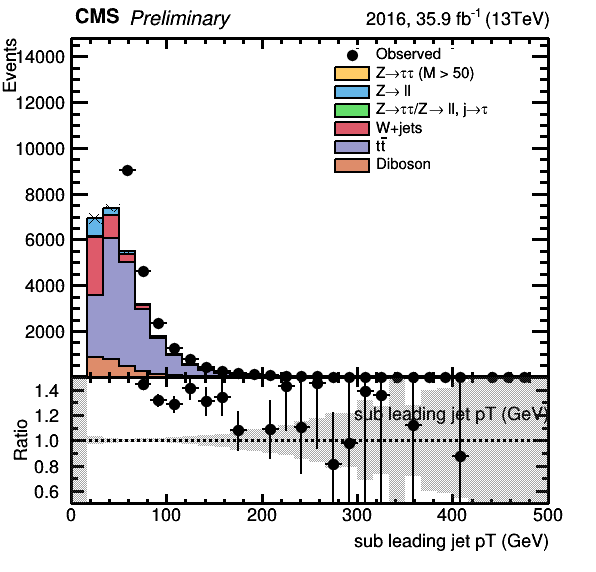 CMS Preliminary 2016, 35.9 fb⁻¹ (13TeV)
Events
14000
12000
10000
8000
6000
4000
2000
Observed
Z→ττ (M > 50)
Z→ ll
Z→ττ/Z→ ll, j→τ
W+jets
tt̅
Diboson
Ratio
1.4
1.2
1.0
0.8
0.6
sub leading jet pT (GeV)
0 100 200 300 400 500
sub leading jet pT (GeV)